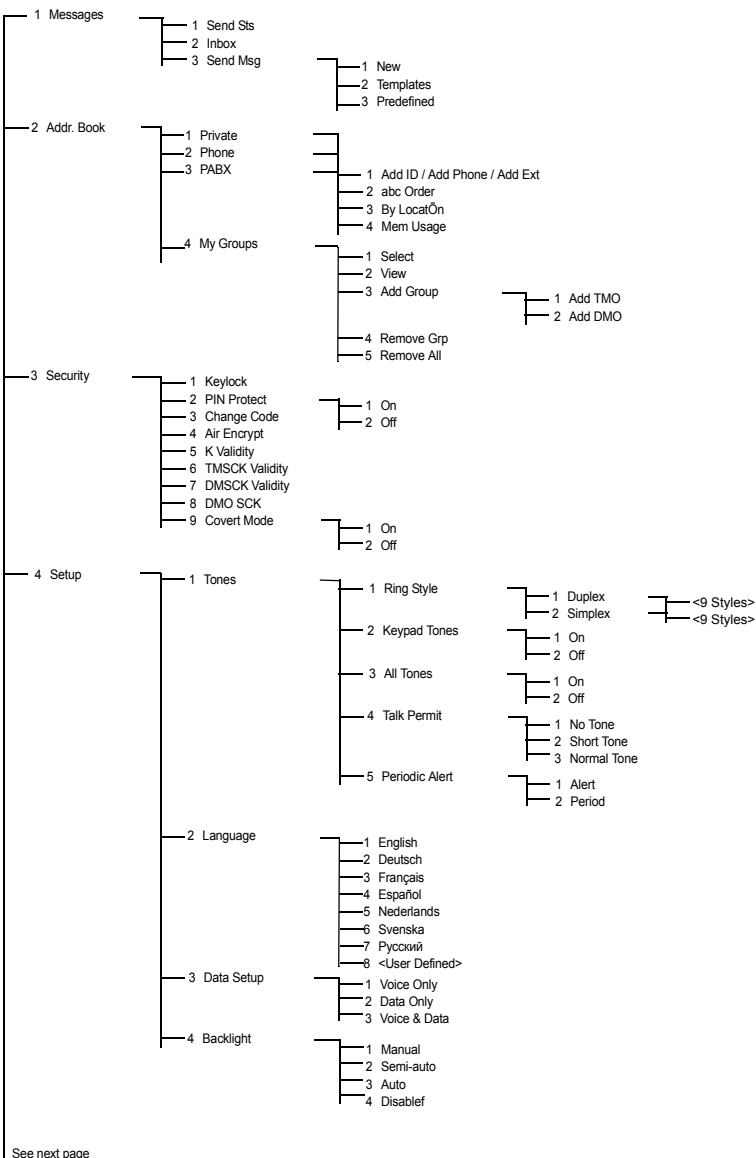 1 Messages
1 Send Sts
2 Inbox
3 Send Msg
1 New
2 Templates
3 Predefined
2 Addr. Book
1 Private
2 Phone
3 PABX
1 Add ID / Add Phone / Add Ext
2 abc Order
3 By LocatÕn
4 Mem Usage
4 My Groups
1 Select
2 View
3 Add Group
1 Add TMO
2 Add DMO
4 Remove Grp
5 Remove All
3 Security
1 Keylock
2 PIN Protect
1 On
2 Off
3 Change Code
4 Air Encrypt
5 K Validity
6 TMSCK Validity
7 DMSCK Validity
8 DMO SCK
9 Covert Mode
1 On
2 Off
4 Setup
1 Tones
1 Ring Style
1 Duplex
<9 Styles>
2 Simplex
<9 Styles>
2 Keypad Tones
1 On
2 Off
3 All Tones
1 On
2 Off
4 Talk Permit
1 No Tone
2 Short Tone
3 Normal Tone
5 Periodic Alert
1 Alert
2 Period
2 Language
1 English
2 Deutsch
3 Français
4 Español
5 Nederlands
6 Svenska
7 Русский
8 <User Defined>
3 Data Setup
1 Voice Only
2 Data Only
3 Voice & Data
4 Backlight
1 Manual
2 Semi-auto
3 Auto
4 Disablef
See next page